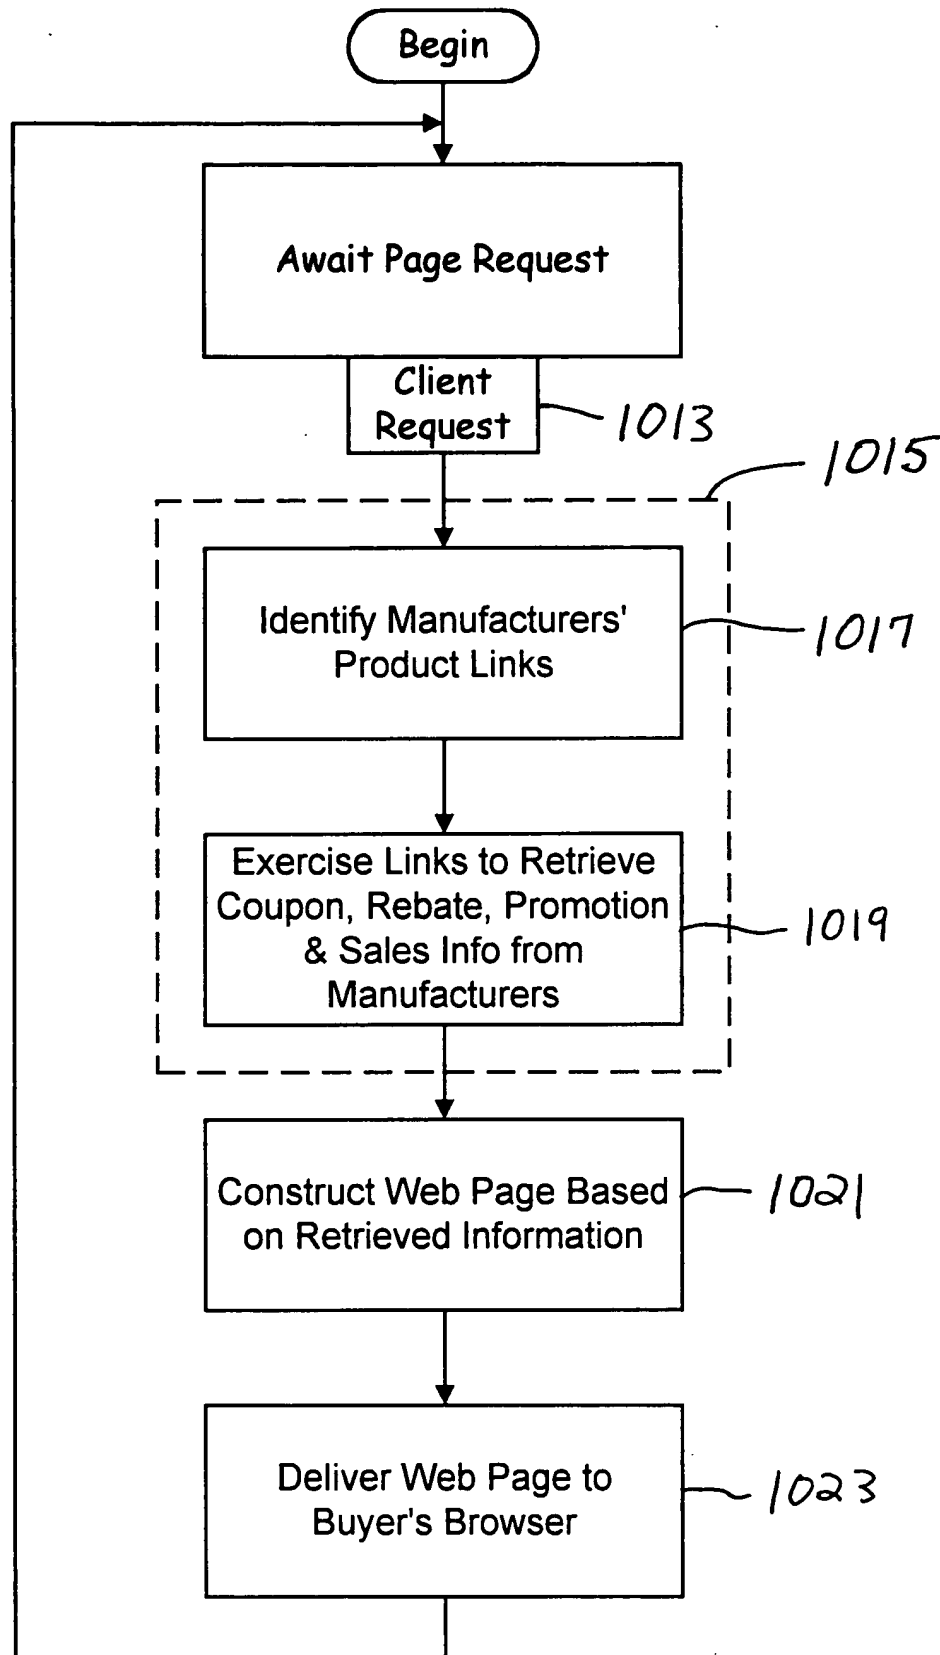 Begin
Await Page Request
Client
Request
1013
1015
Identify Manufacturers'
Product Links
1017
Exercise Links to Retrieve
Coupon, Rebate, Promotion
& Sales Info from
Manufacturers
1019
Construct Web Page Based
on Retrieved Information
1021
Deliver Web Page to
Buyer's Browser
1023